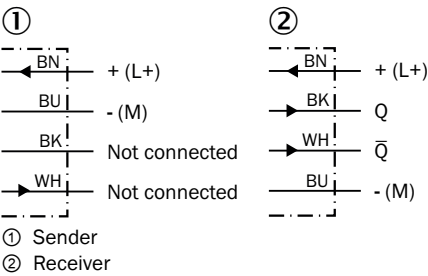 ① ②
BN + (L+)
BU - (M)
BK Not connected
WH Not connected
BN + (L+)
BK Q
WH Q̅
BU - (M)
① Sender
② Receiver